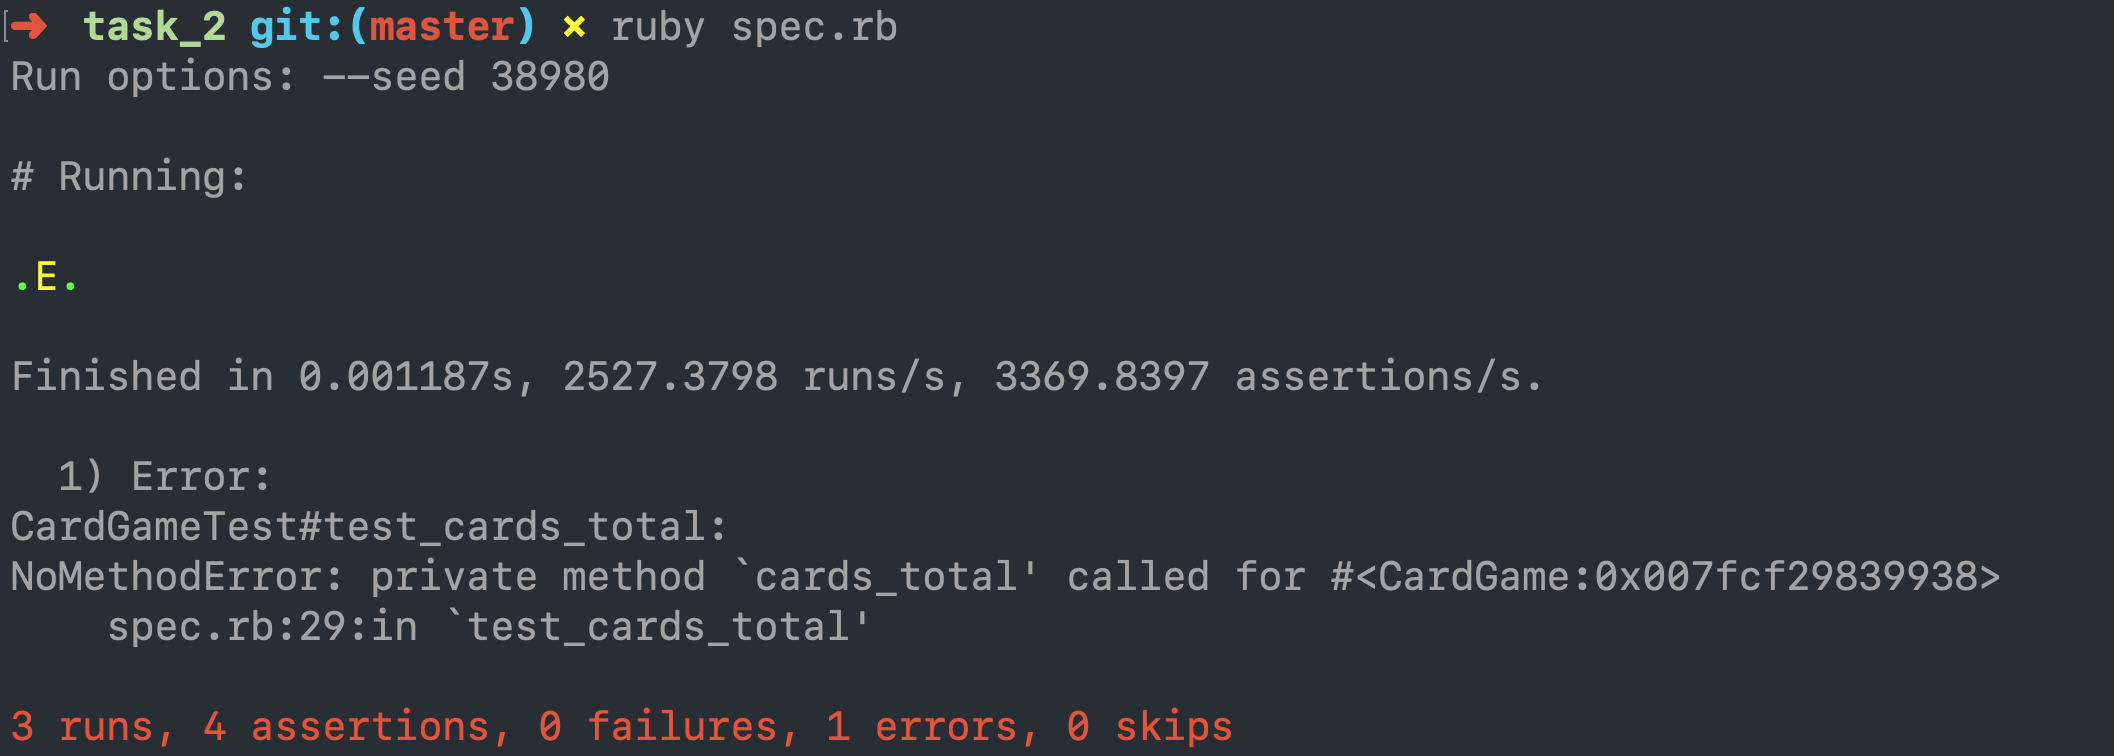 ➜ task_2 git:(master) ✗ ruby spec.rb
Run options: --seed 38980
# Running:
.E.
Finished in 0.001187s, 2527.3798 runs/s, 3369.8397 assertions/s.
1) Error:
CardGameTest#test_cards_total:
NoMethodError: private method `cards_total' called for #<CardGame:0x007fcf29839938>
spec.rb:29:in `test_cards_total'
3 runs, 4 assertions, 0 failures, 1 errors, 0 skips